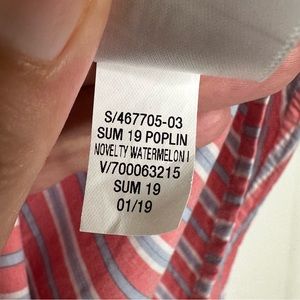 S/467705-03
SUM 19 POPLIN
NOVELTY WATERMELON I
V/700063215
SUM 19
01/19